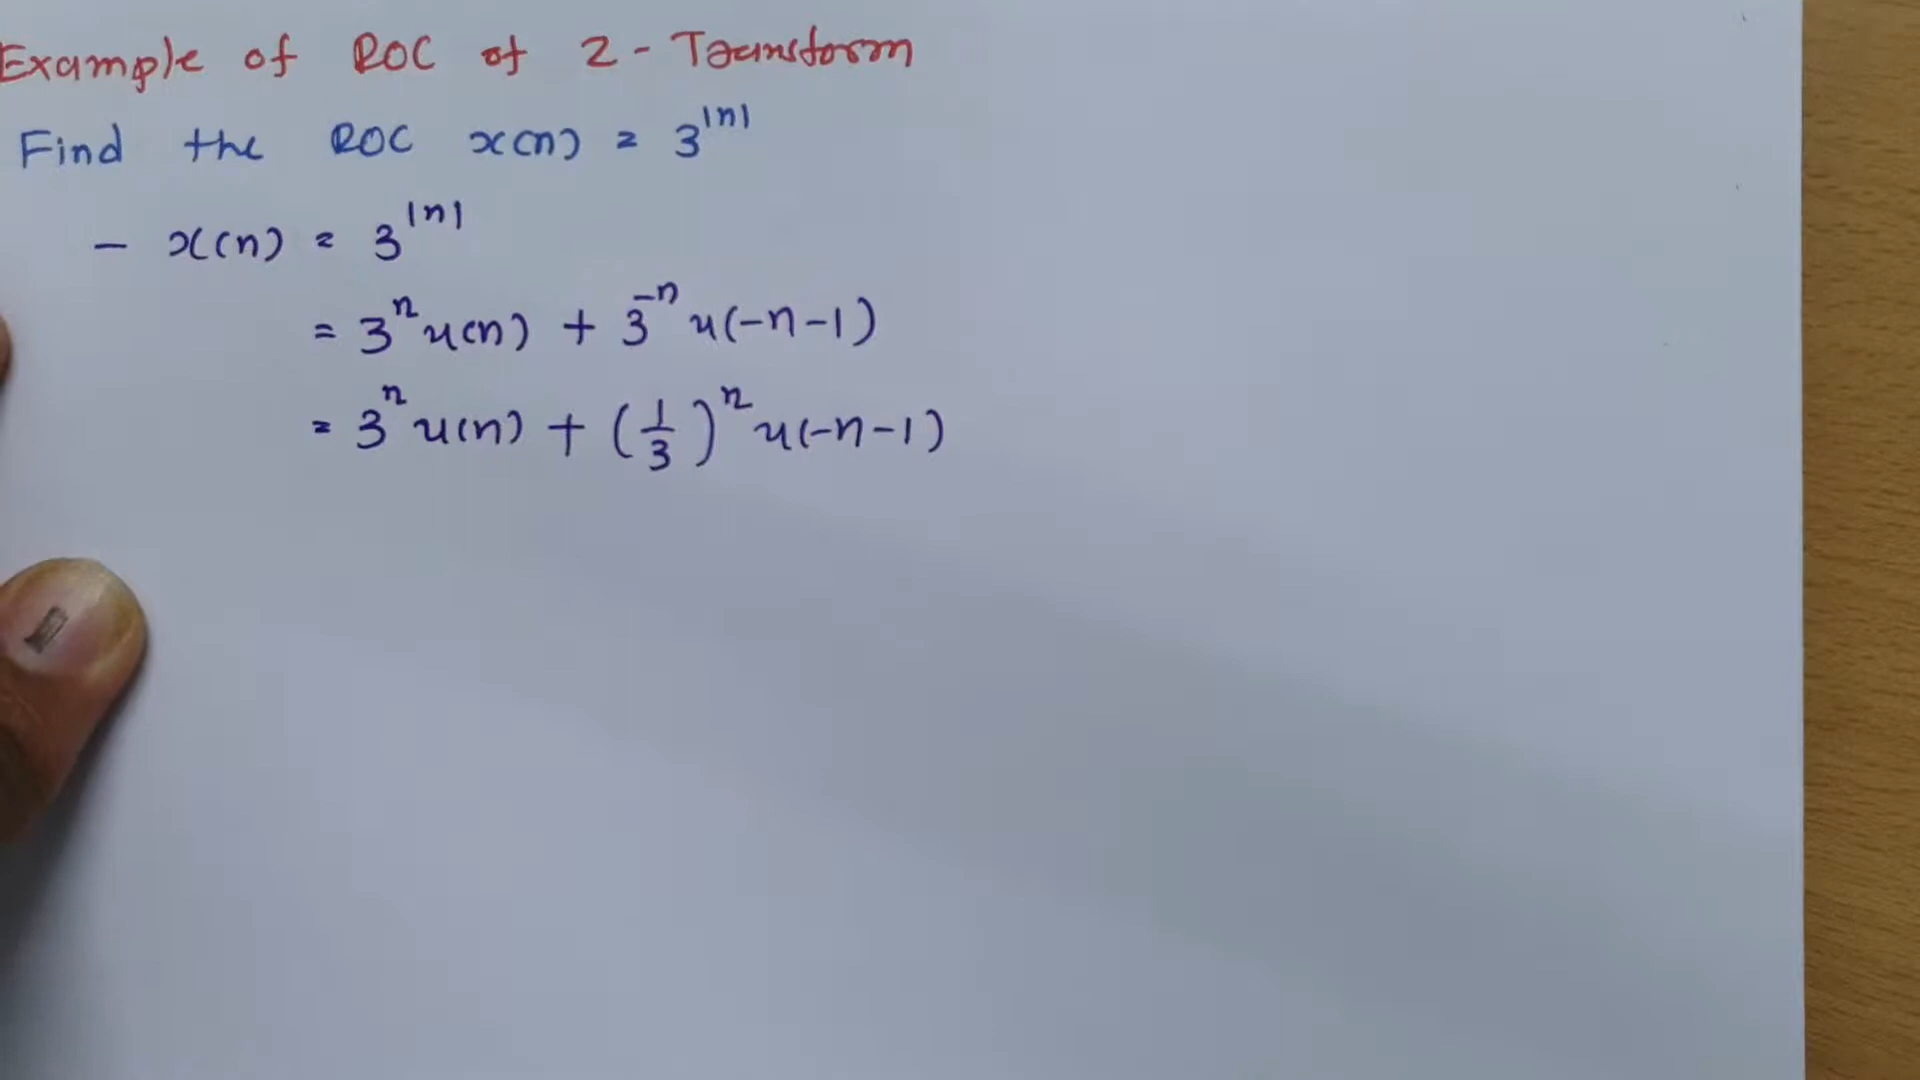 Example of ROC of Z-Transform
Find the ROC x(n) = 3^|n|
- x(n) = 3^|n|
= 3^n u(n) + 3^-n u(-n-1)
= 3^n u(n) + (1/3)^n u(-n-1)